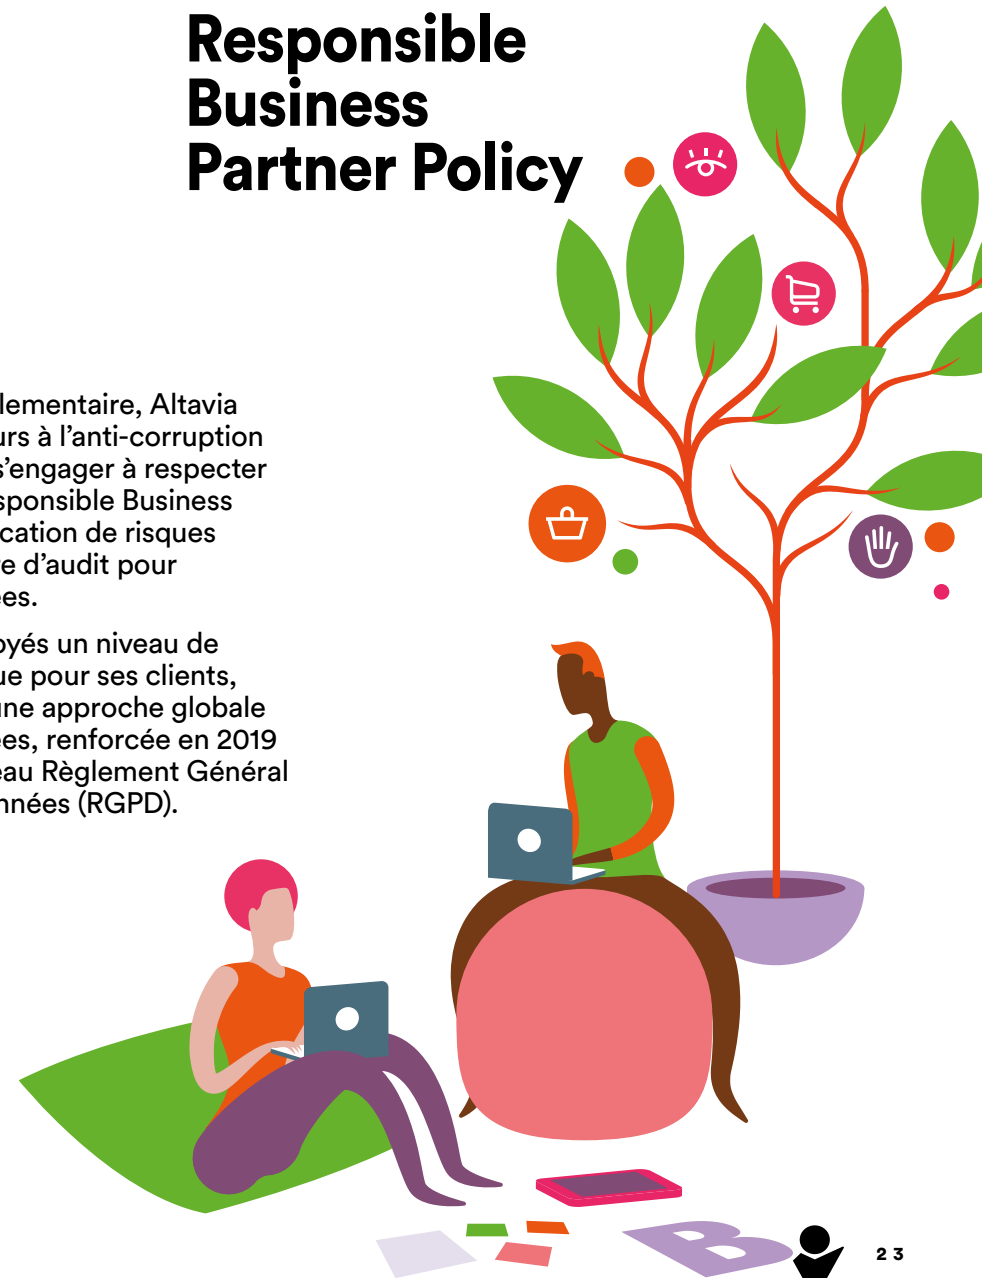 Responsible
Business
Partner Policy
lementaire, Altavia
urs à l’anti-corruption
s’engager à respecter
sponsible Business
cation de risques
e d’audit pour
es.
oyés un niveau de
ue pour ses clients,
une approche globale
es, renforcée en 2019
eau Règlement Général
nnées (RGPD).
B
23